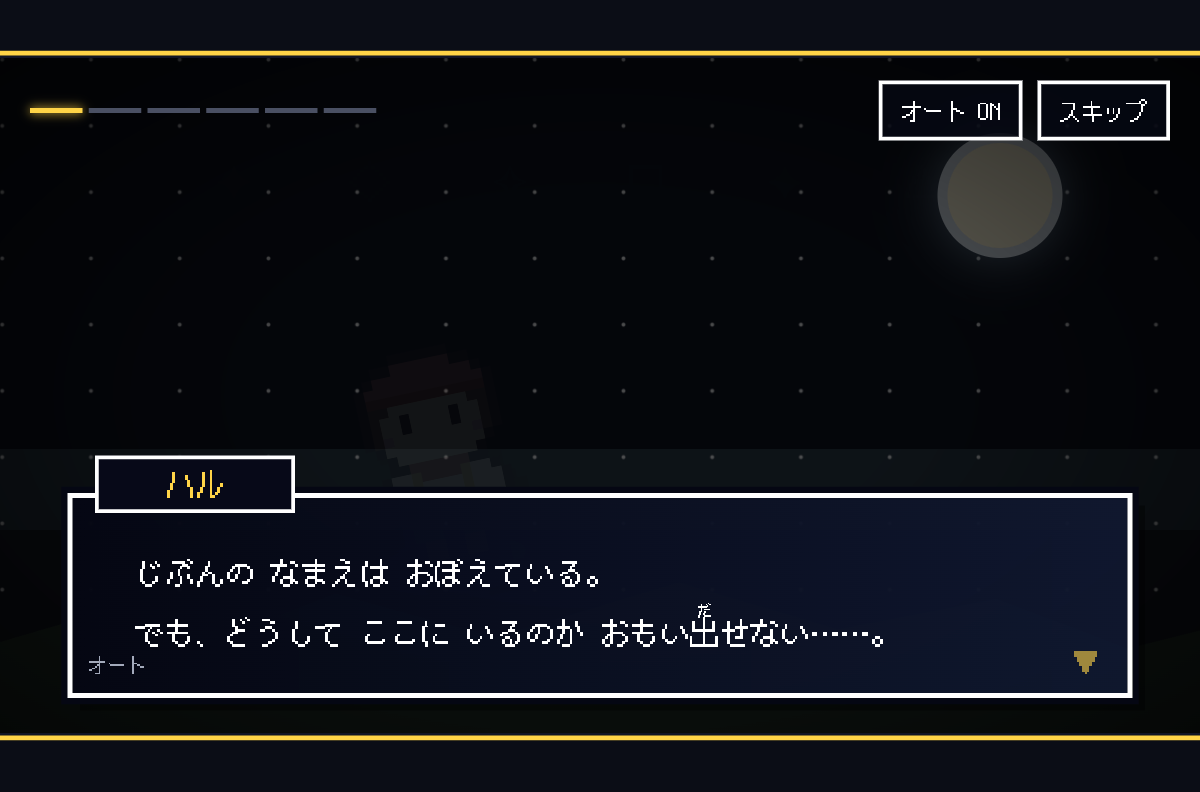 オート ON
スキップ
ハル
じぶんの なまえは おぼえている。
でも、どうして ここに いるのか おもい出せない……。
だ
オート